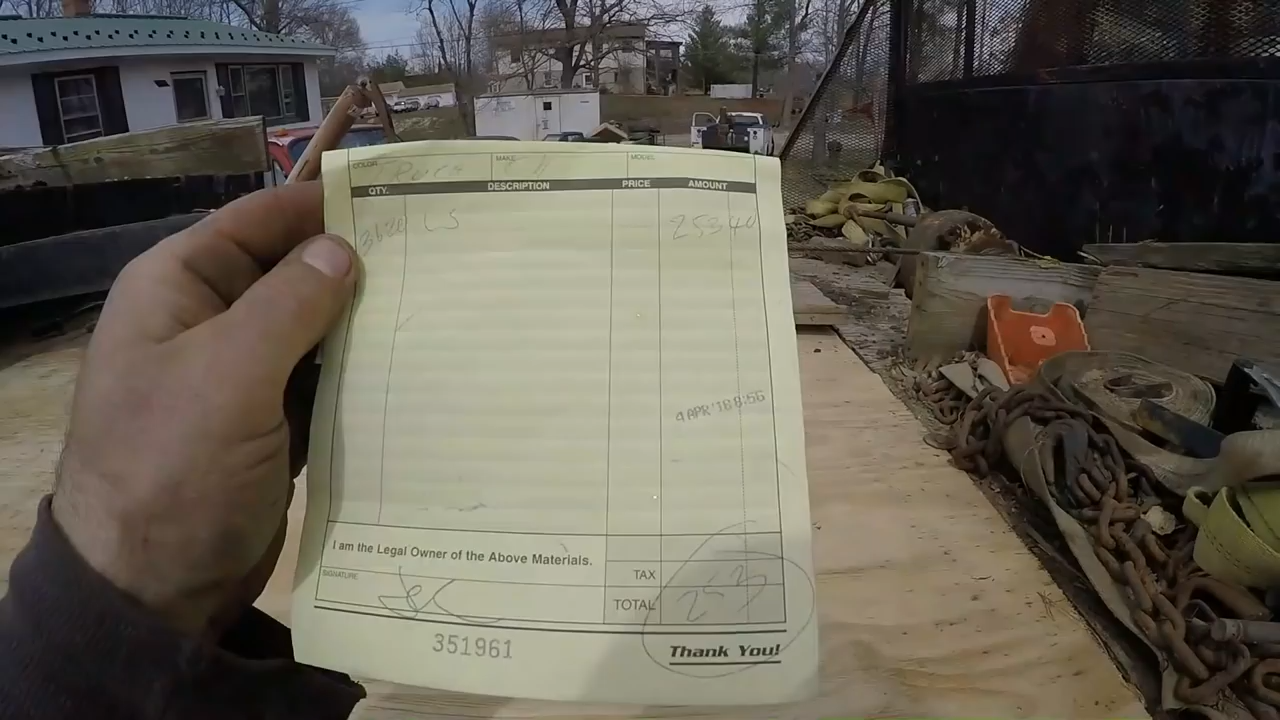 COLOR MAKE MODEL
QTY. DESCRIPTION PRICE AMOUNT
3620 LS 253 40
4 APR '18 8:56
I am the Legal Owner of the Above Materials.
TAX
SIGNATURE
TOTAL 253
351961
Thank You!